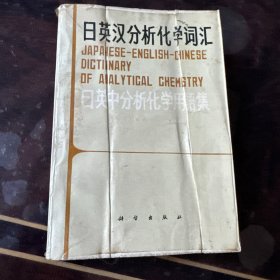 日英汉分析化学词汇
JAPANESE-ENGLISH-CHINESE
DICTIONARY
OF ANALYTICAL CHEMISTRY
日英中分析化学用語集
科学出版社